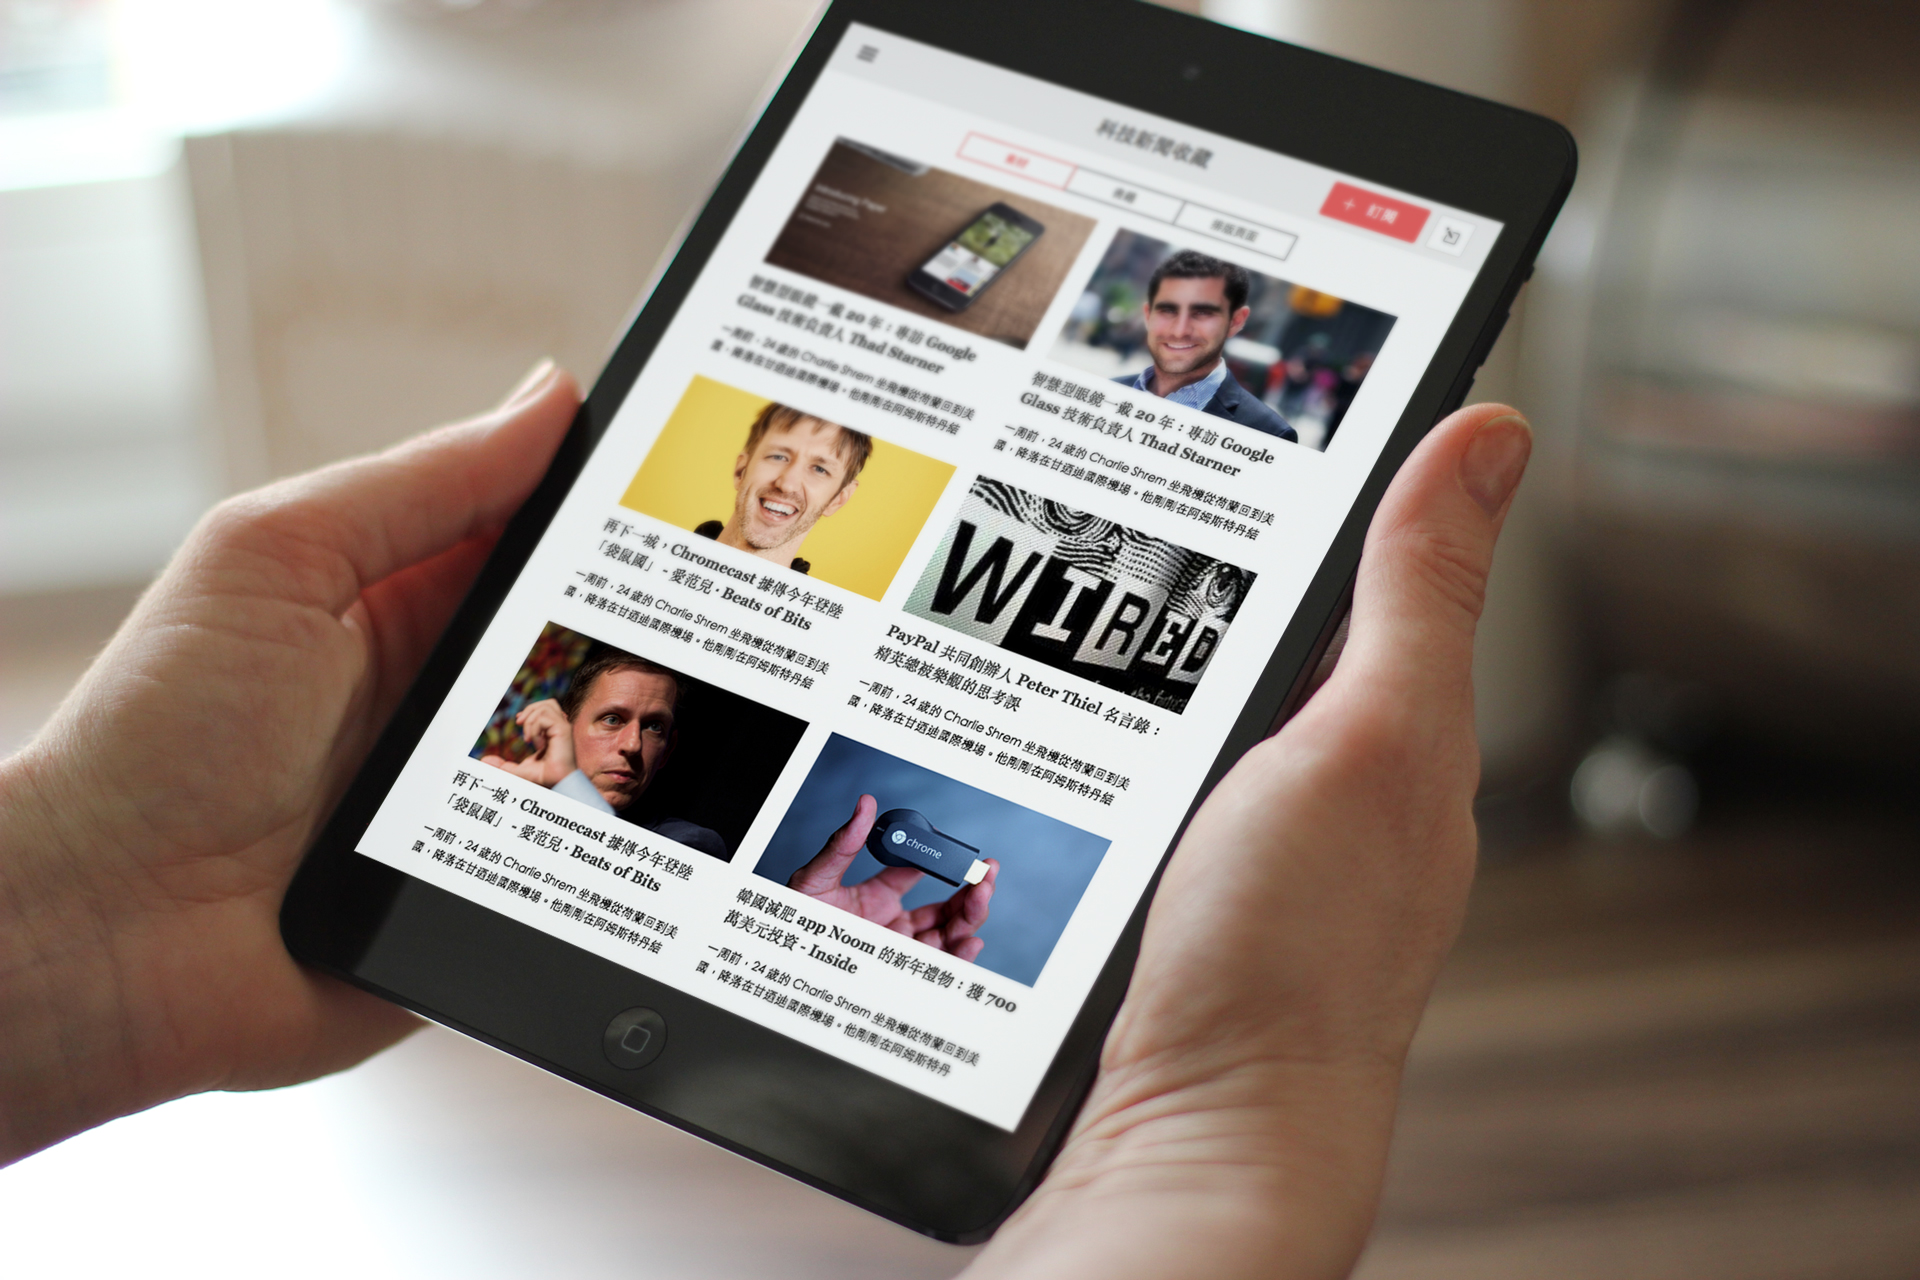 科技新聞收藏
素材
典藏
排版頁面
+ 訂閱
Introducing Paper
智慧型眼鏡一戴 20 年：專訪 Google
Glass 技術負責人 Thad Starner
一周前，24 歲的 Charlie Shrem 坐飛機從荷蘭回到美
國，降落在甘迺迪國際機場。他剛剛在阿姆斯特丹結
智慧型眼鏡一戴 20 年：專訪 Google
Glass 技術負責人 Thad Starner
一周前，24 歲的 Charlie Shrem 坐飛機從荷蘭回到美
國，降落在甘迺迪國際機場。他剛剛在阿姆斯特丹結
再下一城，Chromecast 據傳今年登陸
「袋鼠國」 - 愛范兒 · Beats of Bits
一周前，24 歲的 Charlie Shrem 坐飛機從荷蘭回到美
國，降落在甘迺迪國際機場。他剛剛在阿姆斯特丹結
WIRED
PayPal 共同創辦人 Peter Thiel 名言錄：
精英總被樂觀的思考誤
一周前，24 歲的 Charlie Shrem 坐飛機從荷蘭回到美
國，降落在甘迺迪國際機場。他剛剛在阿姆斯特丹結
再下一城，Chromecast 據傳今年登陸
「袋鼠國」 - 愛范兒 · Beats of Bits
一周前，24 歲的 Charlie Shrem 坐飛機從荷蘭回到美
國，降落在甘迺迪國際機場。他剛剛在阿姆斯特丹結
chrome
韓國減肥 app Noom 的新年禮物：獲 700
萬美元投資 - Inside
一周前，24 歲的 Charlie Shrem 坐飛機從荷蘭回到美
國，降落在甘迺迪國際機場。他剛剛在阿姆斯特丹